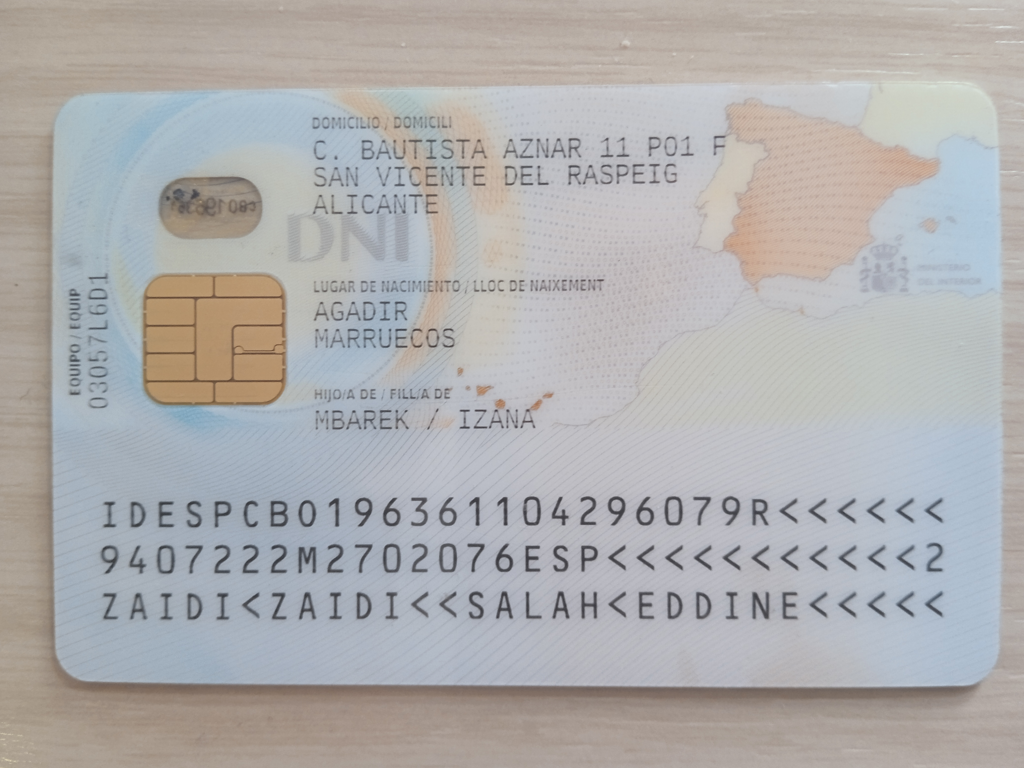 DOMICILIO / DOMICILI
C. BAUTISTA AZNAR 11 P01 F
SAN VICENTE DEL RASPEIG
ALICANTE
DNI
LUGAR DE NACIMIENTO / LLOC DE NAIXEMENT
AGADIR
MARRUECOS
MINISTERIO
DEL INTERIOR
EQUIPO / EQUIP
03057L6D1
HIJO/A DE / FILL/A DE
MBAREK / IZANA
IDESPCBO196361104296079R<<<<<<
9407222M2702076ESP<<<<<<<<<<<2
ZAIDI<ZAIDI<<SALAH<EDDINE<<<<<